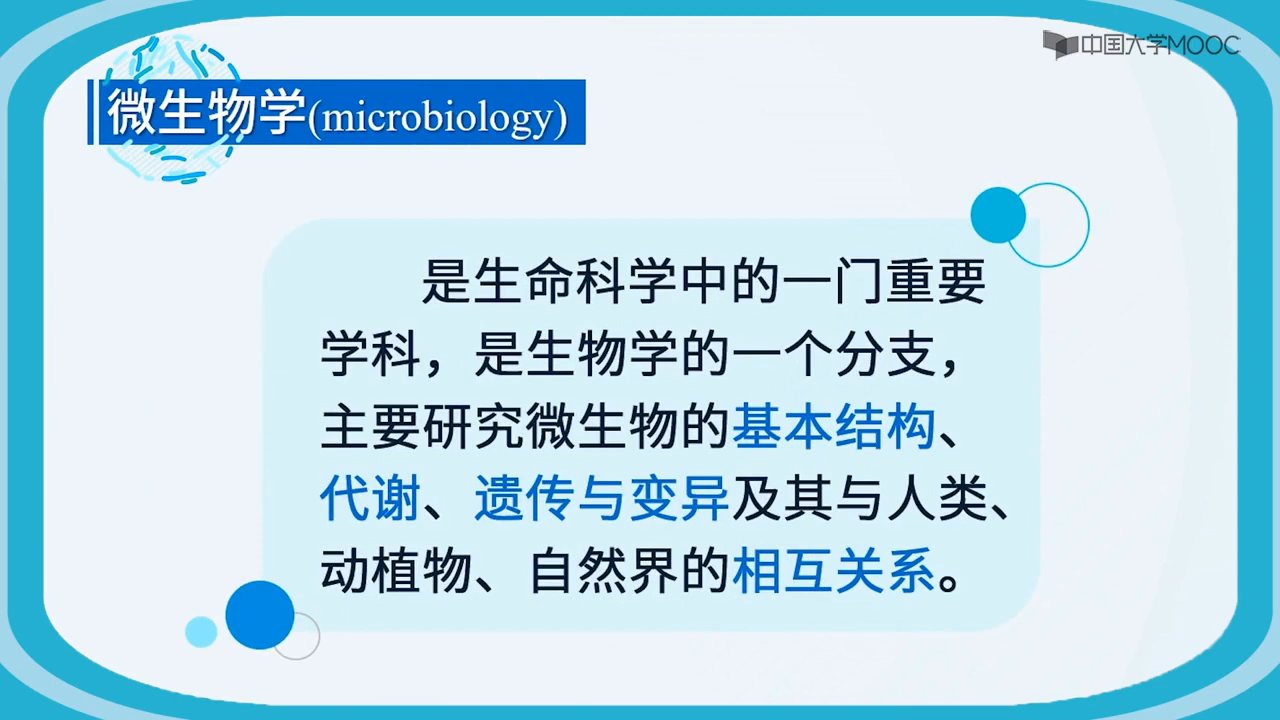 中国大学MOOC
微生物学(microbiology)
是生命科学中的一门重要
学科，是生物学的一个分支，
主要研究微生物的基本结构、
代谢、遗传与变异及其与人类、
动植物、自然界的相互关系。